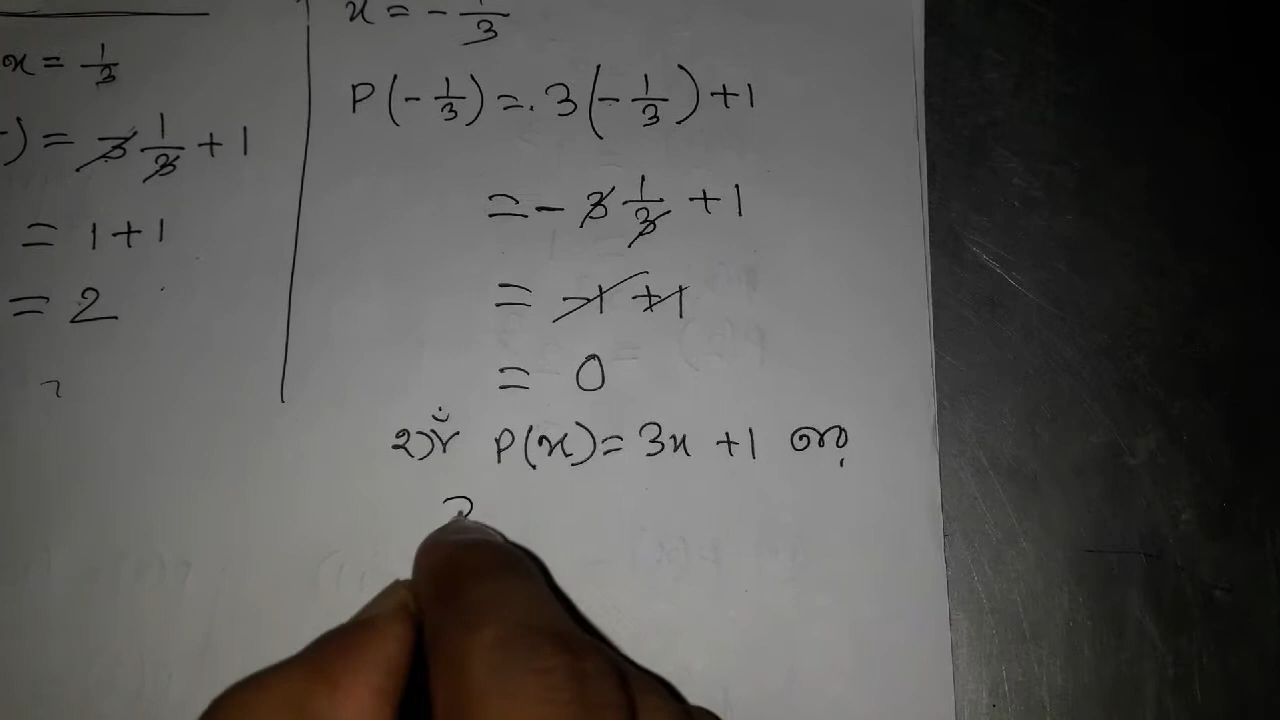 x = 1/3
) = 3 1/3 + 1
= 1 + 1
= 2
x = - 1/3
P(- 1/3) = 3(- 1/3) + 1
= - 3 1/3 + 1
= -1 + 1
= 0
P(x) = 3x + 1